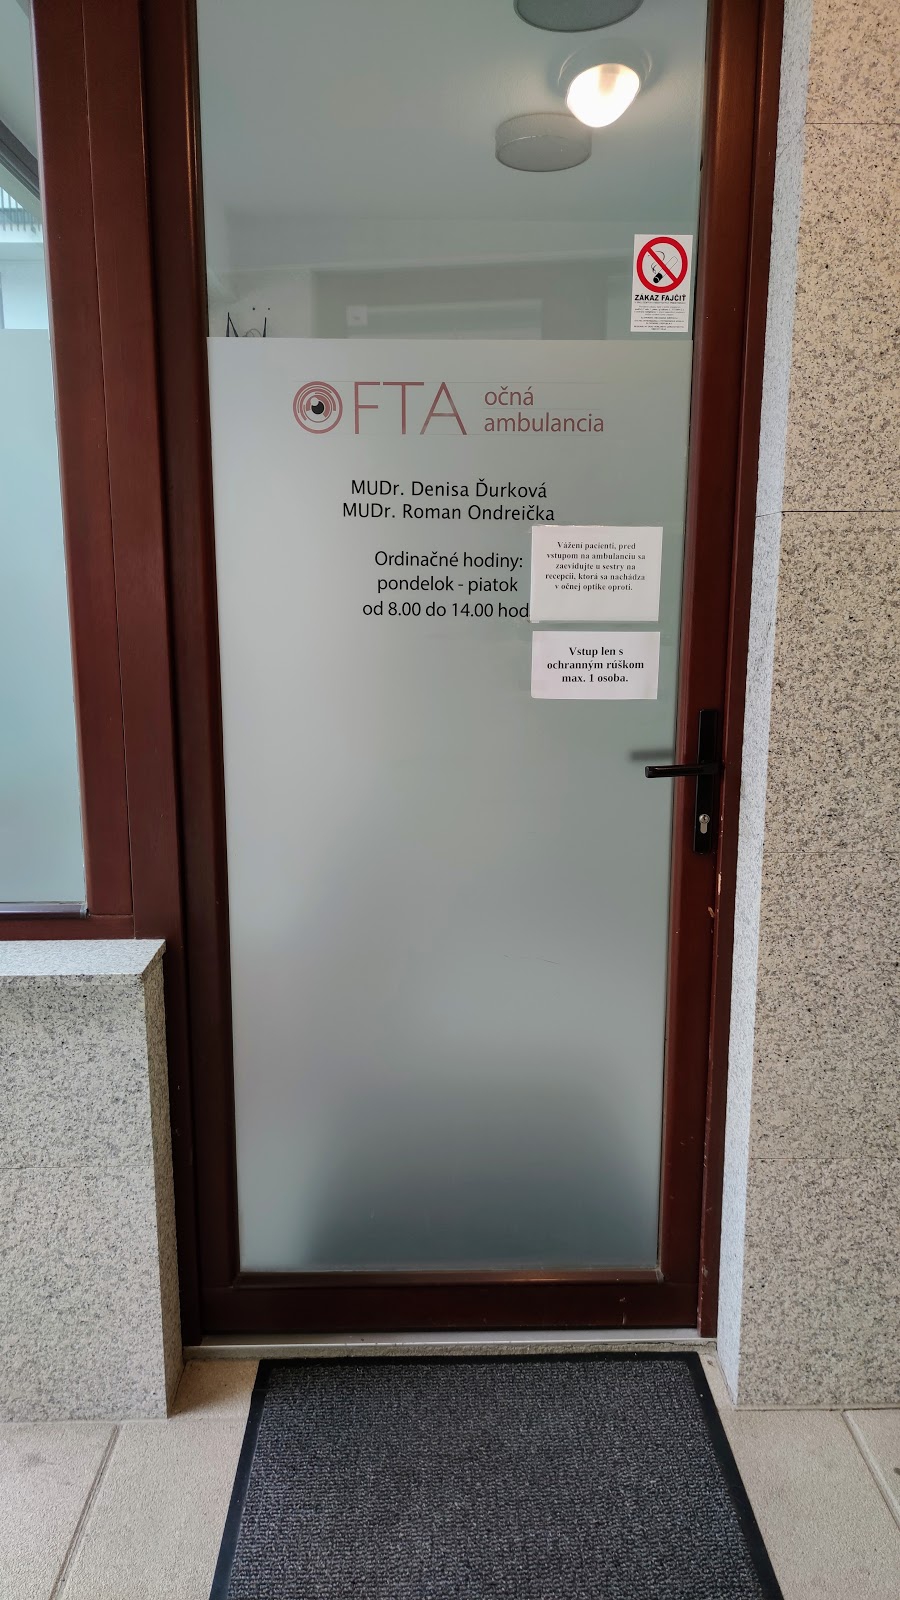 ZÁKAZ FAJČIŤ
OFTA očná
ambulancia
MUDr. Denisa Ďurková
MUDr. Roman Ondreička
Ordinačné hodiny:
pondelok - piatok
od 8.00 do 14.00 hod
Vážení pacienti, pred
vstupom na ambulanciu sa
zaevidujte u sestry na
recepcii, ktorá sa nachádza
v očnej optike oproti.
Vstup len s
ochranným rúškom
max. 1 osoba.